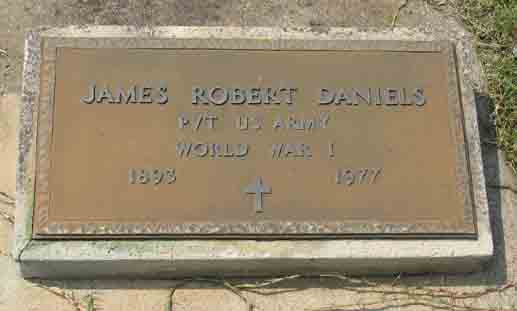 JAMES ROBERT DANIELS
PVT US ARMY
WORLD WAR I
1893 1977